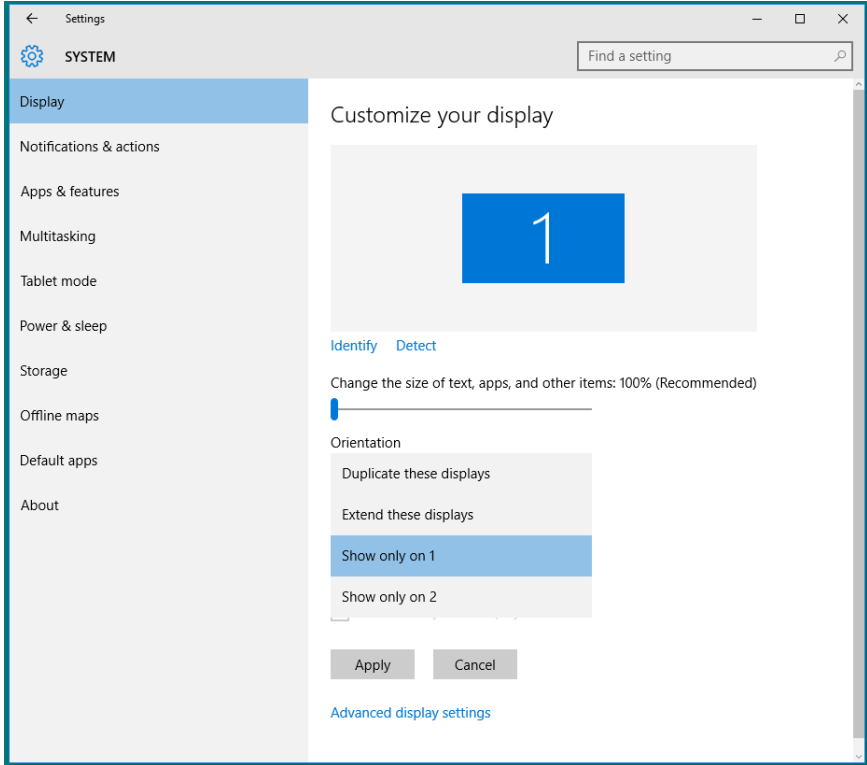 Settings
SYSTEM
Find a setting
Display
Notifications & actions
Apps & features
Multitasking
Tablet mode
Power & sleep
Storage
Offline maps
Default apps
About
Customize your display
1
Identify Detect
Change the size of text, apps, and other items: 100% (Recommended)
Orientation
Duplicate these displays
Extend these displays
Show only on 1
Show only on 2
Apply Cancel
Advanced display settings